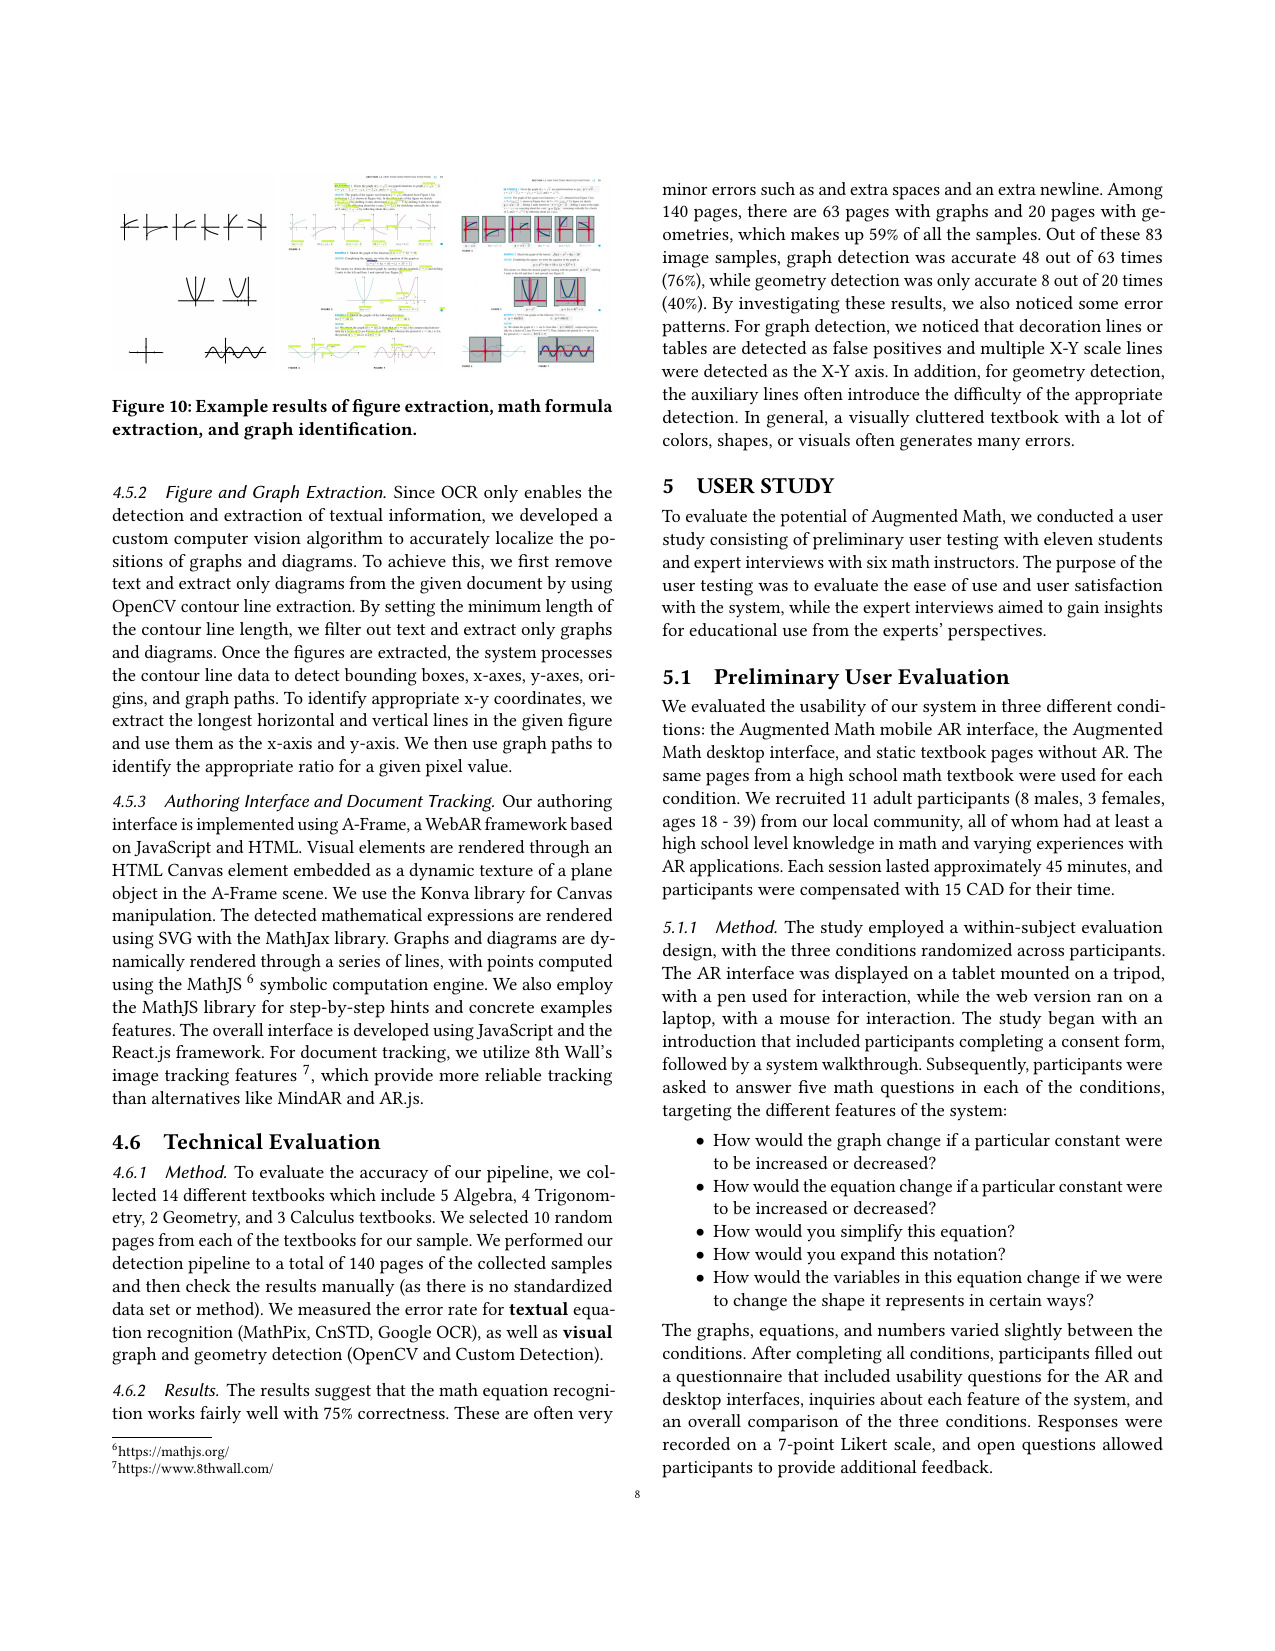 Figure 10: Example results of figure extraction, math formula
extraction, and graph identification.
4.5.2 Figure and Graph Extraction. Since OCR only enables the
detection and extraction of textual information, we developed a
custom computer vision algorithm to accurately localize the po-
sitions of graphs and diagrams. To achieve this, we first remove
text and extract only diagrams from the given document by using
OpenCV contour line extraction. By setting the minimum length of
the contour line length, we filter out text and extract only graphs
and diagrams. Once the figures are extracted, the system processes
the contour line data to detect bounding boxes, x-axes, y-axes, ori-
gins, and graph paths. To identify appropriate x-y coordinates, we
extract the longest horizontal and vertical lines in the given figure
and use them as the x-axis and y-axis. We then use graph paths to
identify the appropriate ratio for a given pixel value.
4.5.3 Authoring Interface and Document Tracking. Our authoring
interface is implemented using A-Frame, a WebAR framework based
on JavaScript and HTML. Visual elements are rendered through an
HTML Canvas element embedded as a dynamic texture of a plane
object in the A-Frame scene. We use the Konva library for Canvas
manipulation. The detected mathematical expressions are rendered
using SVG with the MathJax library. Graphs and diagrams are dy-
namically rendered through a series of lines, with points computed
using the MathJS 6 symbolic computation engine. We also employ
the MathJS library for step-by-step hints and concrete examples
features. The overall interface is developed using JavaScript and the
React.js framework. For document tracking, we utilize 8th Wall's
image tracking features 7, which provide more reliable tracking
than alternatives like MindAR and AR.js.
4.6 Technical Evaluation
4.6.1 Method. To evaluate the accuracy of our pipeline, we col-
lected 14 different textbooks which include 5 Algebra, 4 Trigonom-
etry, 2 Geometry, and 3 Calculus textbooks. We selected 10 random
pages from each of the textbooks for our sample. We performed our
detection pipeline to a total of 140 pages of the collected samples
and then check the results manually (as there is no standardized
data set or method). We measured the error rate for textual equa-
tion recognition (MathPix, CnSTD, Google OCR), as well as visual
graph and geometry detection (OpenCV and Custom Detection).
4.6.2 Results. The results suggest that the math equation recogni-
tion works fairly well with 75% correctness. These are often very
6https://mathjs.org/
7https://www.8thwall.com/
minor errors such as and extra spaces and an extra newline. Among
140 pages, there are 63 pages with graphs and 20 pages with ge-
ometries, which makes up 59% of all the samples. Out of these 83
image samples, graph detection was accurate 48 out of 63 times
(76%), while geometry detection was only accurate 8 out of 20 times
(40%). By investigating these results, we also noticed some error
patterns. For graph detection, we noticed that decoration lines or
tables are detected as false positives and multiple X-Y scale lines
were detected as the X-Y axis. In addition, for geometry detection,
the auxiliary lines often introduce the difficulty of the appropriate
detection. In general, a visually cluttered textbook with a lot of
colors, shapes, or visuals often generates many errors.
5 USER STUDY
To evaluate the potential of Augmented Math, we conducted a user
study consisting of preliminary user testing with eleven students
and expert interviews with six math instructors. The purpose of the
user testing was to evaluate the ease of use and user satisfaction
with the system, while the expert interviews aimed to gain insights
for educational use from the experts' perspectives.
5.1 Preliminary User Evaluation
We evaluated the usability of our system in three different condi-
tions: the Augmented Math mobile AR interface, the Augmented
Math desktop interface, and static textbook pages without AR. The
same pages from a high school math textbook were used for each
condition. We recruited 11 adult participants (8 males, 3 females,
ages 18 - 39) from our local community, all of whom had at least a
high school level knowledge in math and varying experiences with
AR applications. Each session lasted approximately 45 minutes, and
participants were compensated with 15 CAD for their time.
5.1.1 Method. The study employed a within-subject evaluation
design, with the three conditions randomized across participants.
The AR interface was displayed on a tablet mounted on a tripod,
with a pen used for interaction, while the web version ran on a
laptop, with a mouse for interaction. The study began with an
introduction that included participants completing a consent form,
followed by a system walkthrough. Subsequently, participants were
asked to answer five math questions in each of the conditions,
targeting the different features of the system:
• How would the graph change if a particular constant were
to be increased or decreased?
• How would the equation change if a particular constant were
to be increased or decreased?
• How would you simplify this equation?
• How would you expand this notation?
• How would the variables in this equation change if we were
to change the shape it represents in certain ways?
The graphs, equations, and numbers varied slightly between the
conditions. After completing all conditions, participants filled out
a questionnaire that included usability questions for the AR and
desktop interfaces, inquiries about each feature of the system, and
an overall comparison of the three conditions. Responses were
recorded on a 7-point Likert scale, and open questions allowed
participants to provide additional feedback.
8